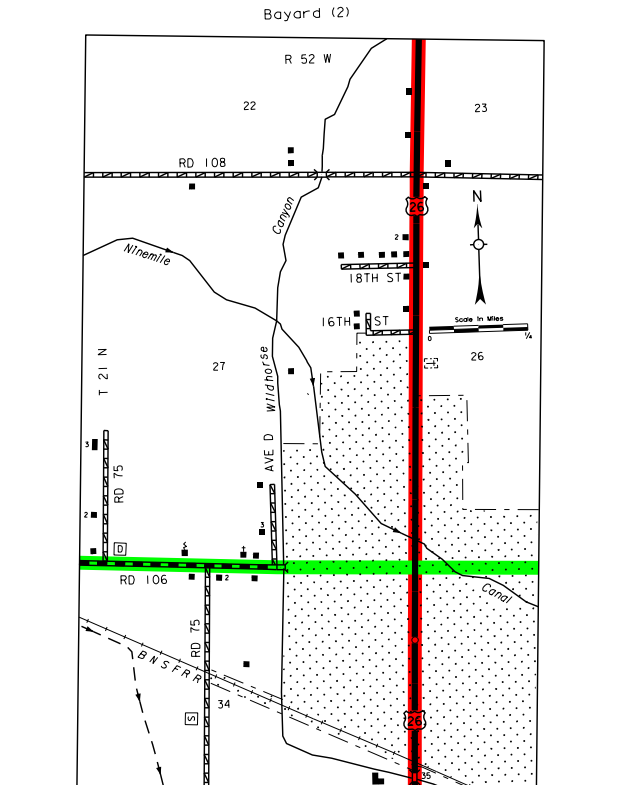 Bayard (2)
R 52 W
22
23
RD 108
N
26
Canyon
2
Ninemile
18TH ST
16TH ST
Scale in Miles
0
1/4
26
27
T 21 N
Wildhorse
AVE D
3
RD 75
2
3
D
RD 106
2
Canal
RD 75
BNSFRR
34
S
26
35